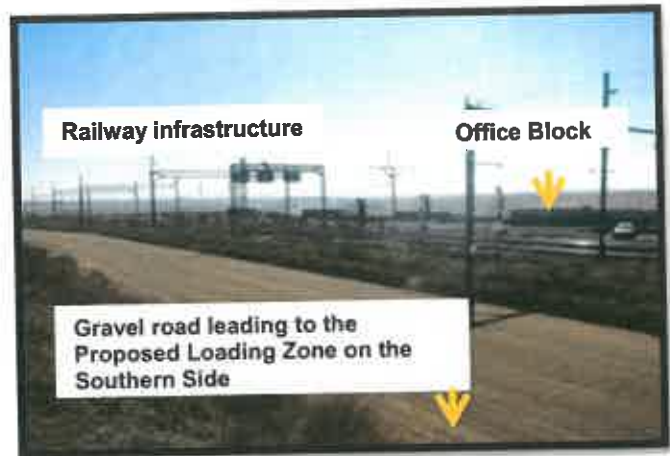 Railway infrastructure
Office Block
Gravel road leading to the
Proposed Loading Zone on the
Southern Side